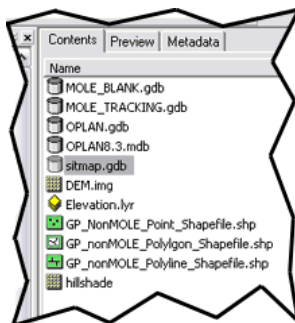 Contents Preview Metadata
Name
MOLE_BLANK.gdb
MOLE_TRACKING.gdb
OPLAN.gdb
OPLAN8.3.mdb
sitmap.gdb
DEM.img
Elevation.lyr
GP_NonMOLE_Point_Shapefile.shp
GP_nonMOLE_Polylgon_Shapefile.shp
GP_nonMOLE_Polyline_Shapefile.shp
hillshade